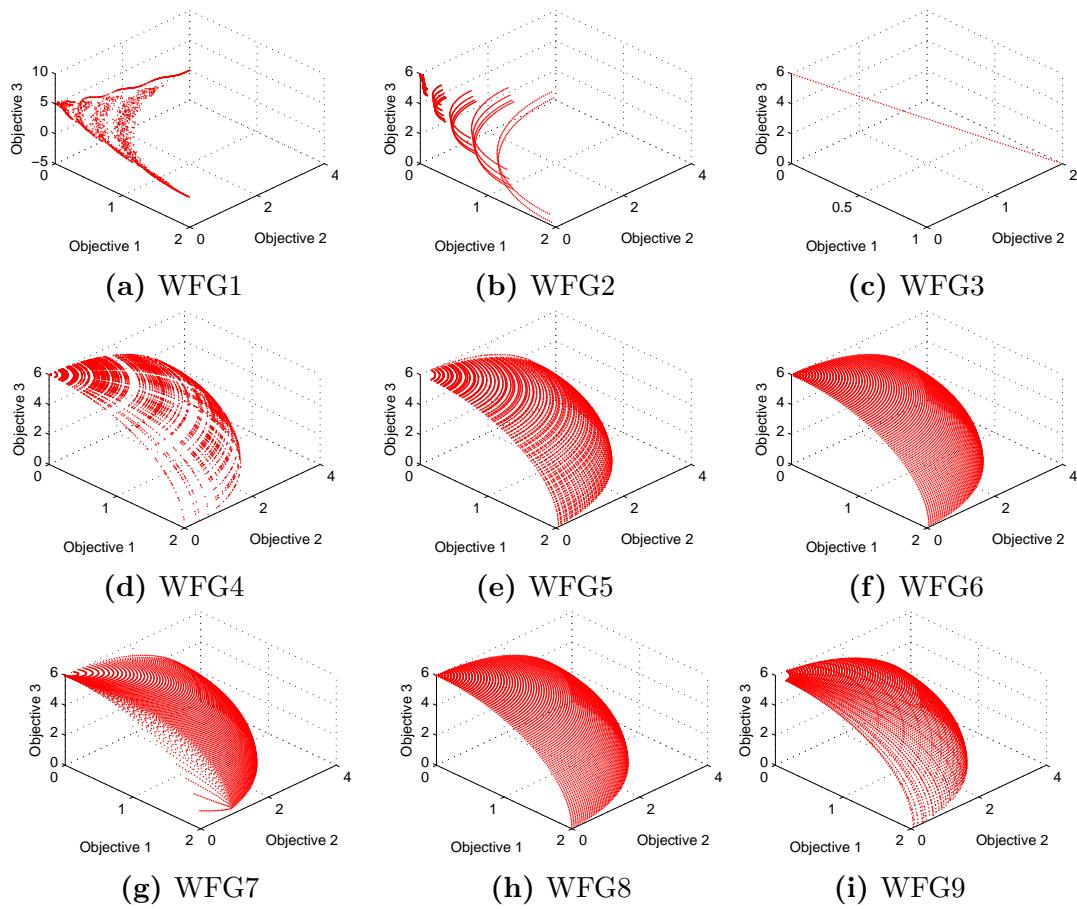 Objective 3
10
5
0
−5
0
1
2
0
2
4
Objective 1
Objective 2
(a) WFG1
Objective 3
6
4
2
0
0
1
2
0
2
4
Objective 1
Objective 2
(b) WFG2
Objective 3
6
4
2
0
0
0.5
1
0
1
2
Objective 1
Objective 2
(c) WFG3
Objective 3
6
4
2
0
0
1
2
0
2
4
Objective 1
Objective 2
(d) WFG4
Objective 3
6
4
2
0
0
1
2
0
2
4
Objective 1
Objective 2
(e) WFG5
Objective 3
6
4
2
0
0
1
2
0
2
4
Objective 1
Objective 2
(f) WFG6
Objective 3
6
4
2
0
0
1
2
0
2
4
Objective 1
Objective 2
(g) WFG7
Objective 3
6
4
2
0
0
1
2
0
2
4
Objective 1
Objective 2
(h) WFG8
Objective 3
6
4
2
0
0
1
2
0
2
4
Objective 1
Objective 2
(i) WFG9